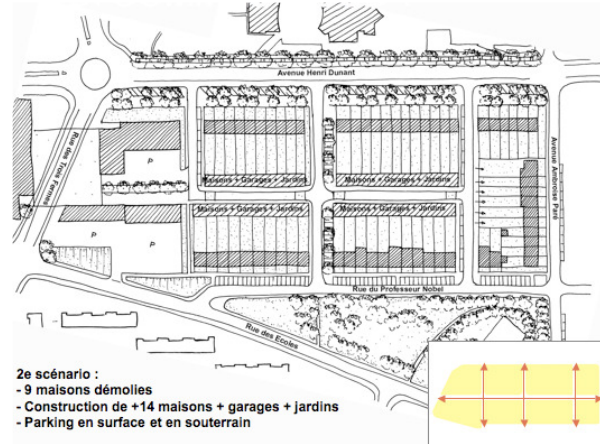 Avenue Henri Dunant
Rue des Trois Fermes
Avenue Ambroise Paré
Maisons + Garages + Jardins
Maisons + Garages + Jardins
Maisons + Garages + Jardins
Maisons + Garages + Jardins
P
P
P
Rue du Professeur Nobel
Rue des Ecoles
2e scénario :
- 9 maisons démolies
- Construction de +14 maisons + garages + jardins
- Parking en surface et en souterrain